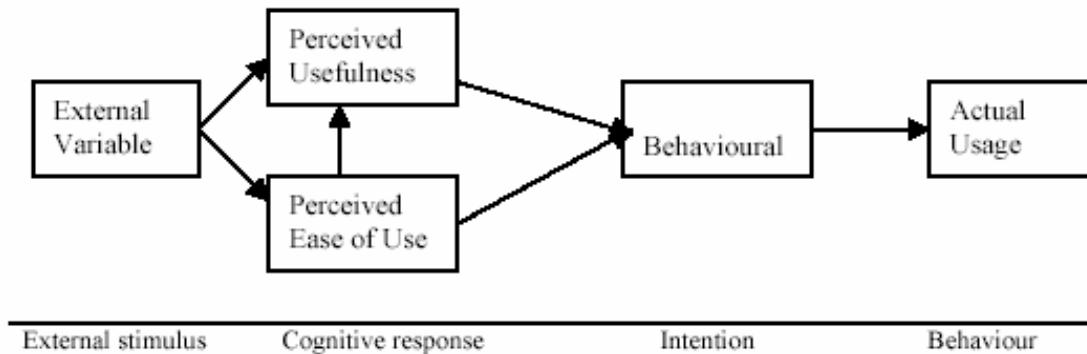 Perceived
Usefulness
External
Variable
Behavioural
Actual
Usage
Perceived
Ease of Use
External stimulus
Cognitive response
Intention
Behaviour